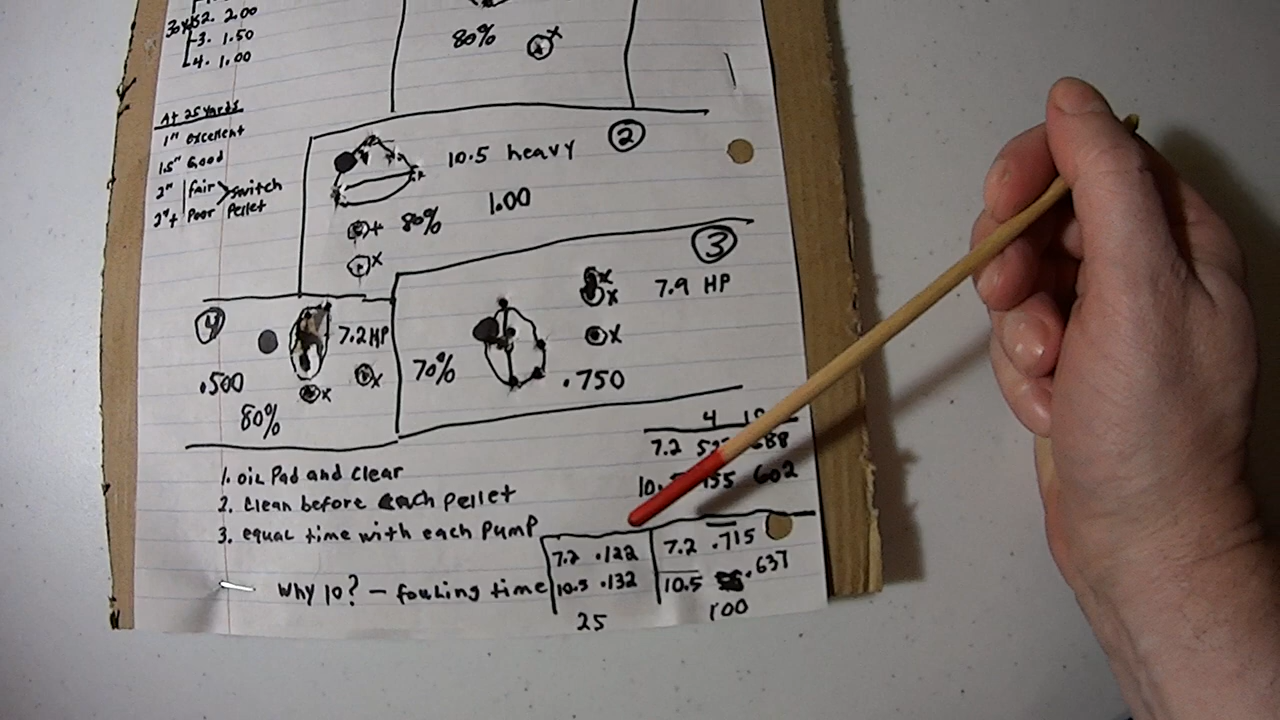 2. 2.00
3. 1.50
4. 1.00
80% x
1
At 25 yards
1" excellent
1.5" Good
2" fair
2"+ Poor
switch
Pellet
2
10.5 heavy
1.00
80%
x
3
7.9 HP
x
x
x
70%
.750
4
7.2 HP
.500
x
x
80%
4
7.2
602
1. oil Pad and Clear
2. Clean before each Pellet
3. equal time with each Pump
Why 10? - fouling time
7.2 .122
10.5 .132
25
7.2 .715
10.5 .637
100